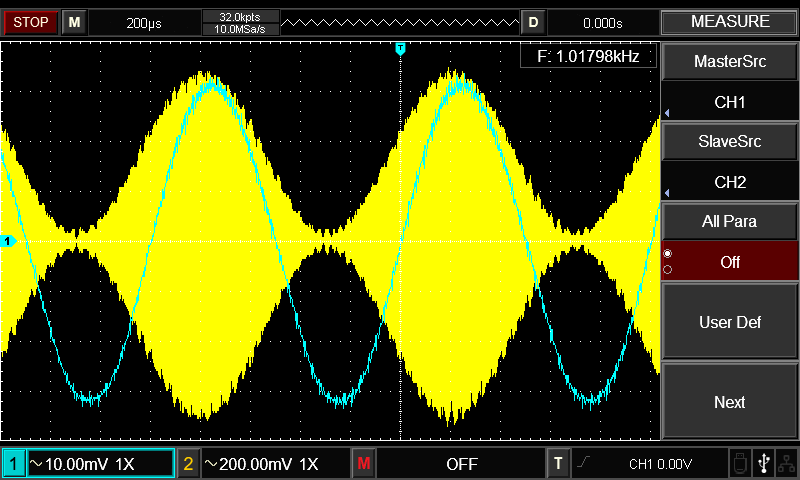 STOP M 200μs 32.0kpts D 0.000s MEASURE
10.0MSa/s
T
F: 1.01798kHz
MasterSrc
CH1
SlaveSrc
CH2
1
All Para
Off
User Def
Next
1 ~10.00mV 1X 2 ~200.00mV 1X M OFF T CH1 0.00V